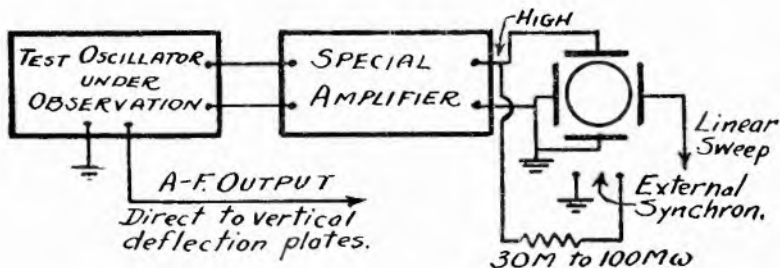 HIGH
TEST OSCILLATOR
UNDER
OBSERVATION
SPECIAL
AMPLIFIER
Linear
Sweep
A-F. OUTPUT
Direct to vertical
deflection plates.
External
Synchron.
30M to 100Mω